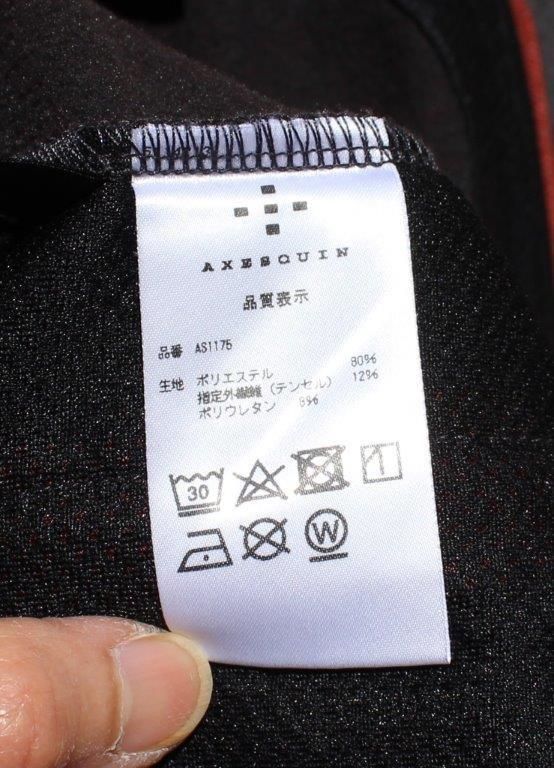 AXESQUIN
品質表示
品番 AS1175
生地 ポリエステル 80%
指定外繊維 (テンセル) 12%
ポリウレタン 8%
30
W